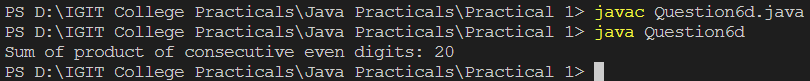 PS D:\IGIT College Practicals\Java Practicals\Practical 1> javac Question6d.java
PS D:\IGIT College Practicals\Java Practicals\Practical 1> java Question6d
Sum of product of consecutive even digits: 20
PS D:\IGIT College Practicals\Java Practicals\Practical 1>